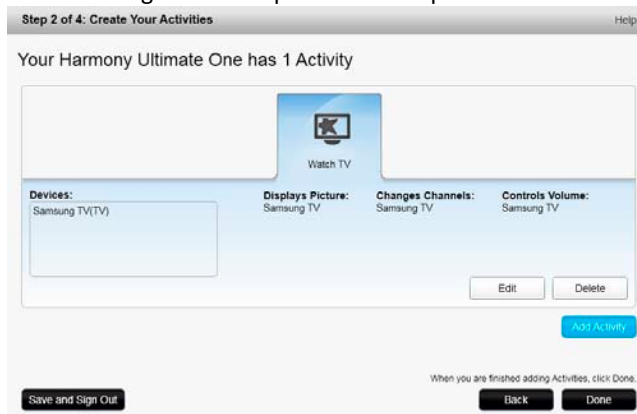 Step 2 of 4: Create Your Activities Help
Your Harmony Ultimate One has 1 Activity
Watch TV
Devices: Displays Picture: Changes Channels: Controls Volume:
Samsung TV(TV) Samsung TV Samsung TV Samsung TV
Edit Delete
Add Activity
When you are finished adding Activities, click Done.
Save and Sign Out Back Done